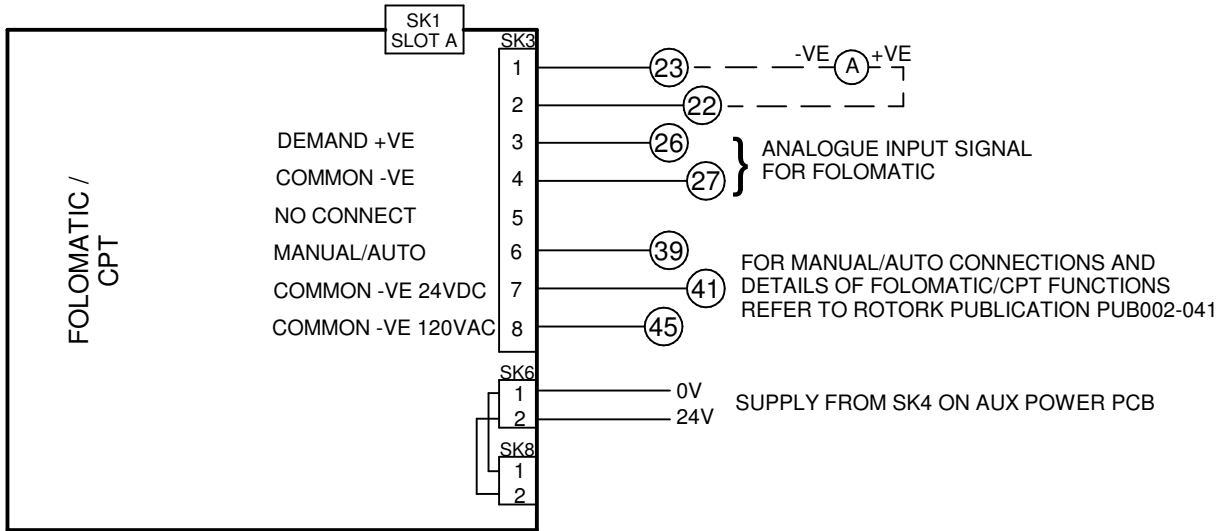 SK1
SLOT A
SK3
1
23
-VE
A
+VE
2
22
DEMAND +VE
3
26
ANALOGUE INPUT SIGNAL
FOR FOLOMATIC
COMMON -VE
4
27
NO CONNECT
5
MANUAL/AUTO
6
39
FOR MANUAL/AUTO CONNECTIONS AND
DETAILS OF FOLOMATIC/CPT FUNCTIONS
REFER TO ROTORK PUBLICATION PUB002-041
COMMON -VE 24VDC
7
41
COMMON -VE 120VAC
8
45
FOLOMATIC /
CPT
SK6
1
0V
2
24V
SUPPLY FROM SK4 ON AUX POWER PCB
SK8
1
2